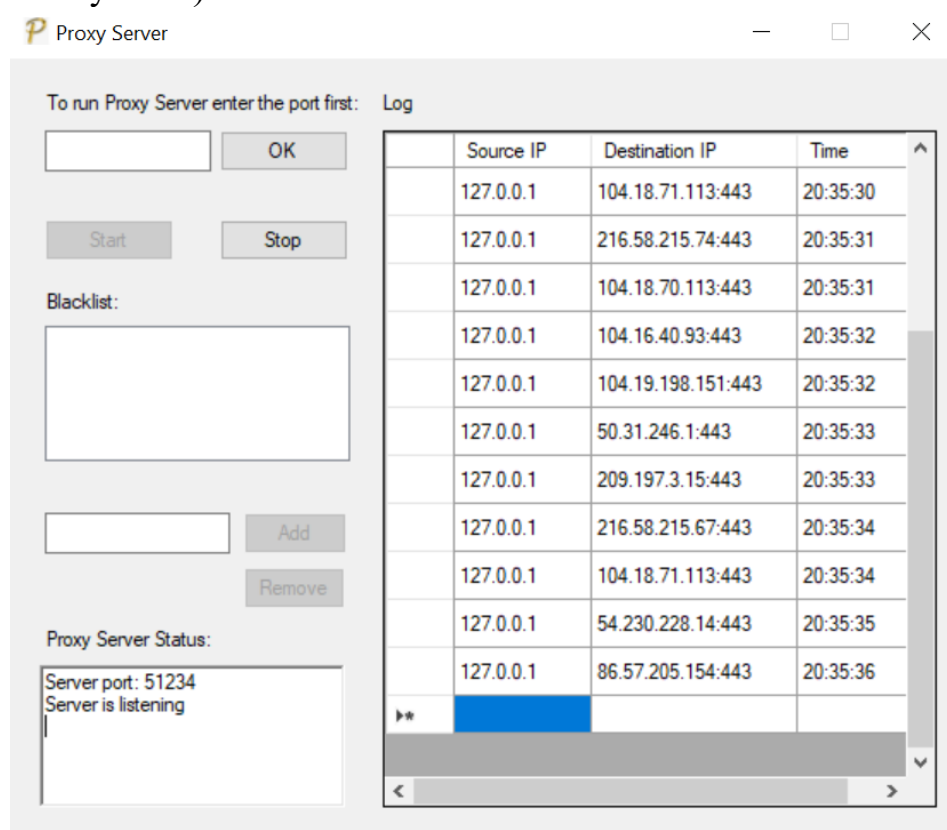 Proxy Server
To run Proxy Server enter the port first:
OK
Start Stop
Blacklist:
Add
Remove
Proxy Server Status:
Server port: 51234
Server is listening
Log
Source IP Destination IP Time
127.0.0.1 104.18.71.113:443 20:35:30
127.0.0.1 216.58.215.74:443 20:35:31
127.0.0.1 104.18.70.113:443 20:35:31
127.0.0.1 104.16.40.93:443 20:35:32
127.0.0.1 104.19.198.151:443 20:35:32
127.0.0.1 50.31.246.1:443 20:35:33
127.0.0.1 209.197.3.15:443 20:35:33
127.0.0.1 216.58.215.67:443 20:35:34
127.0.0.1 104.18.71.113:443 20:35:34
127.0.0.1 54.230.228.14:443 20:35:35
127.0.0.1 86.57.205.154:443 20:35:36